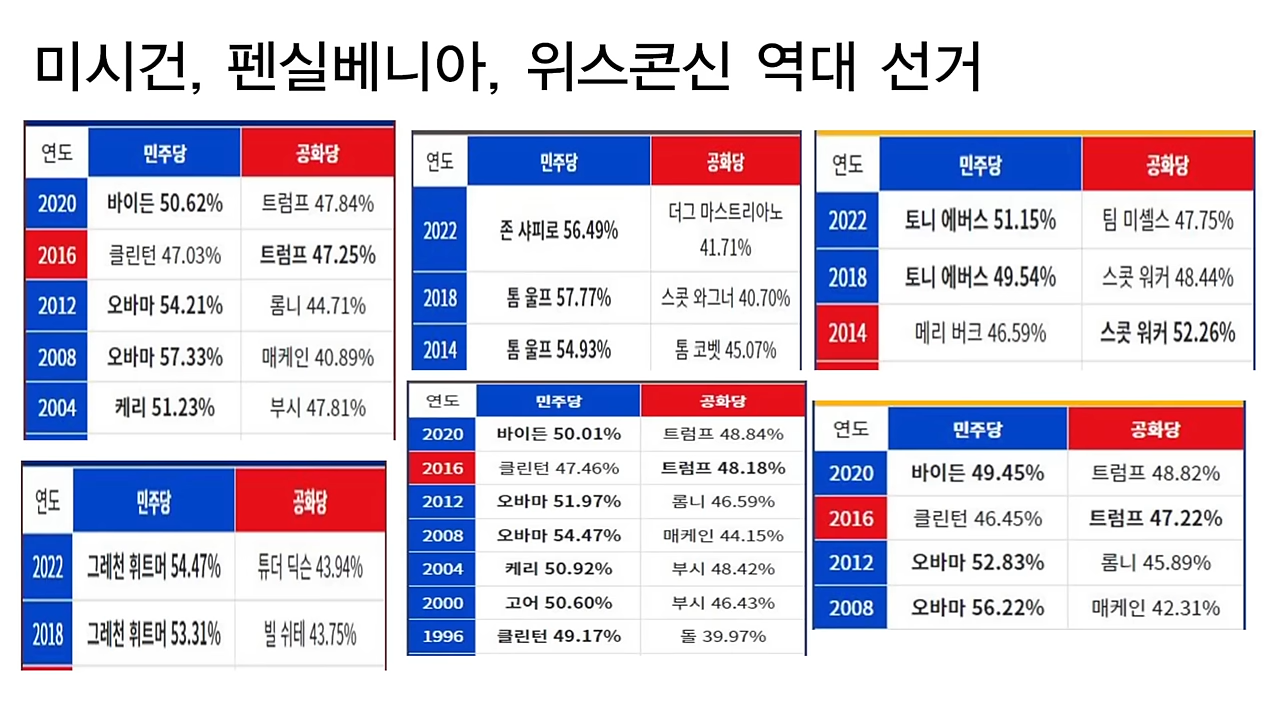 미시건, 펜실베니아, 위스콘신 역대 선거
연도 민주당 공화당
2020 바이든 50.62% 트럼프 47.84%
2016 클린턴 47.03% 트럼프 47.25%
2012 오바마 54.21% 롬니 44.71%
2008 오바마 57.33% 매케인 40.89%
2004 케리 51.23% 부시 47.81%
연도 민주당 공화당
2022 그레천 휘트머 54.47% 튜더 딕슨 43.94%
2018 그레천 휘트머 53.31% 빌 쉬테 43.75%
연도 민주당 공화당
2022 존 샤피로 56.49% 더그 마스트리아노
41.71%
2018 톰 울프 57.77% 스콧 와그너 40.70%
2014 톰 울프 54.93% 톰 코벳 45.07%
연도 민주당 공화당
2020 바이든 50.01% 트럼프 48.84%
2016 클린턴 47.46% 트럼프 48.18%
2012 오바마 51.97% 롬니 46.59%
2008 오바마 54.47% 매케인 44.15%
2004 케리 50.92% 부시 48.42%
2000 고어 50.60% 부시 46.43%
1996 클린턴 49.17% 돌 39.97%
연도 민주당 공화당
2022 토니 에버스 51.15% 팀 미셸스 47.75%
2018 토니 에버스 49.54% 스콧 워커 48.44%
2014 메리 버크 46.59% 스콧 워커 52.26%
연도 민주당 공화당
2020 바이든 49.45% 트럼프 48.82%
2016 클린턴 46.45% 트럼프 47.22%
2012 오바마 52.83% 롬니 45.89%
2008 오바마 56.22% 매케인 42.31%